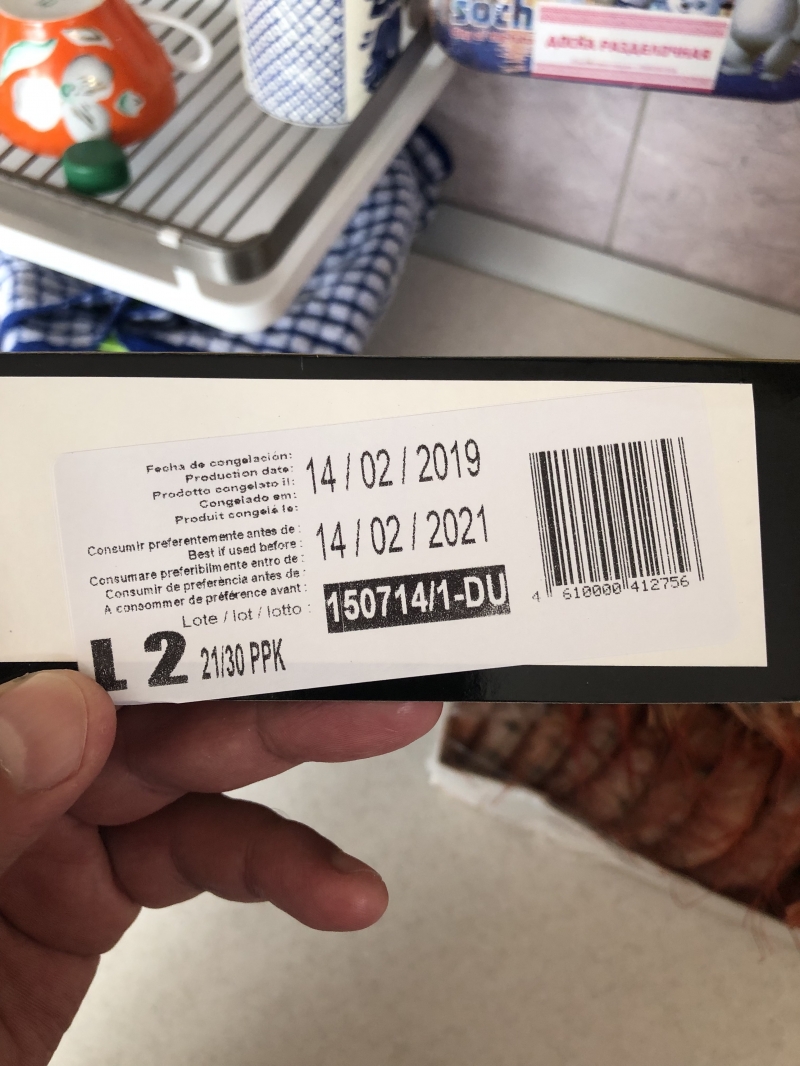 sochi
ДОСКА РАЗДЕЛОЧНАЯ
Fecha de congelación:
Production date:
Prodotto congelato il:
Congelado em:
Produit congelé le:
14 / 02 / 2019
Consumir preferentemente antes de :
Best if used before :
Consumare preferibilmente entro de :
Consumir de preferência antes de :
A consommer de préférence avant :
14 / 02 / 2021
Lote / lot / lotto :
150714/1-DU
L 2 21/30 PPK
4 610000 412756